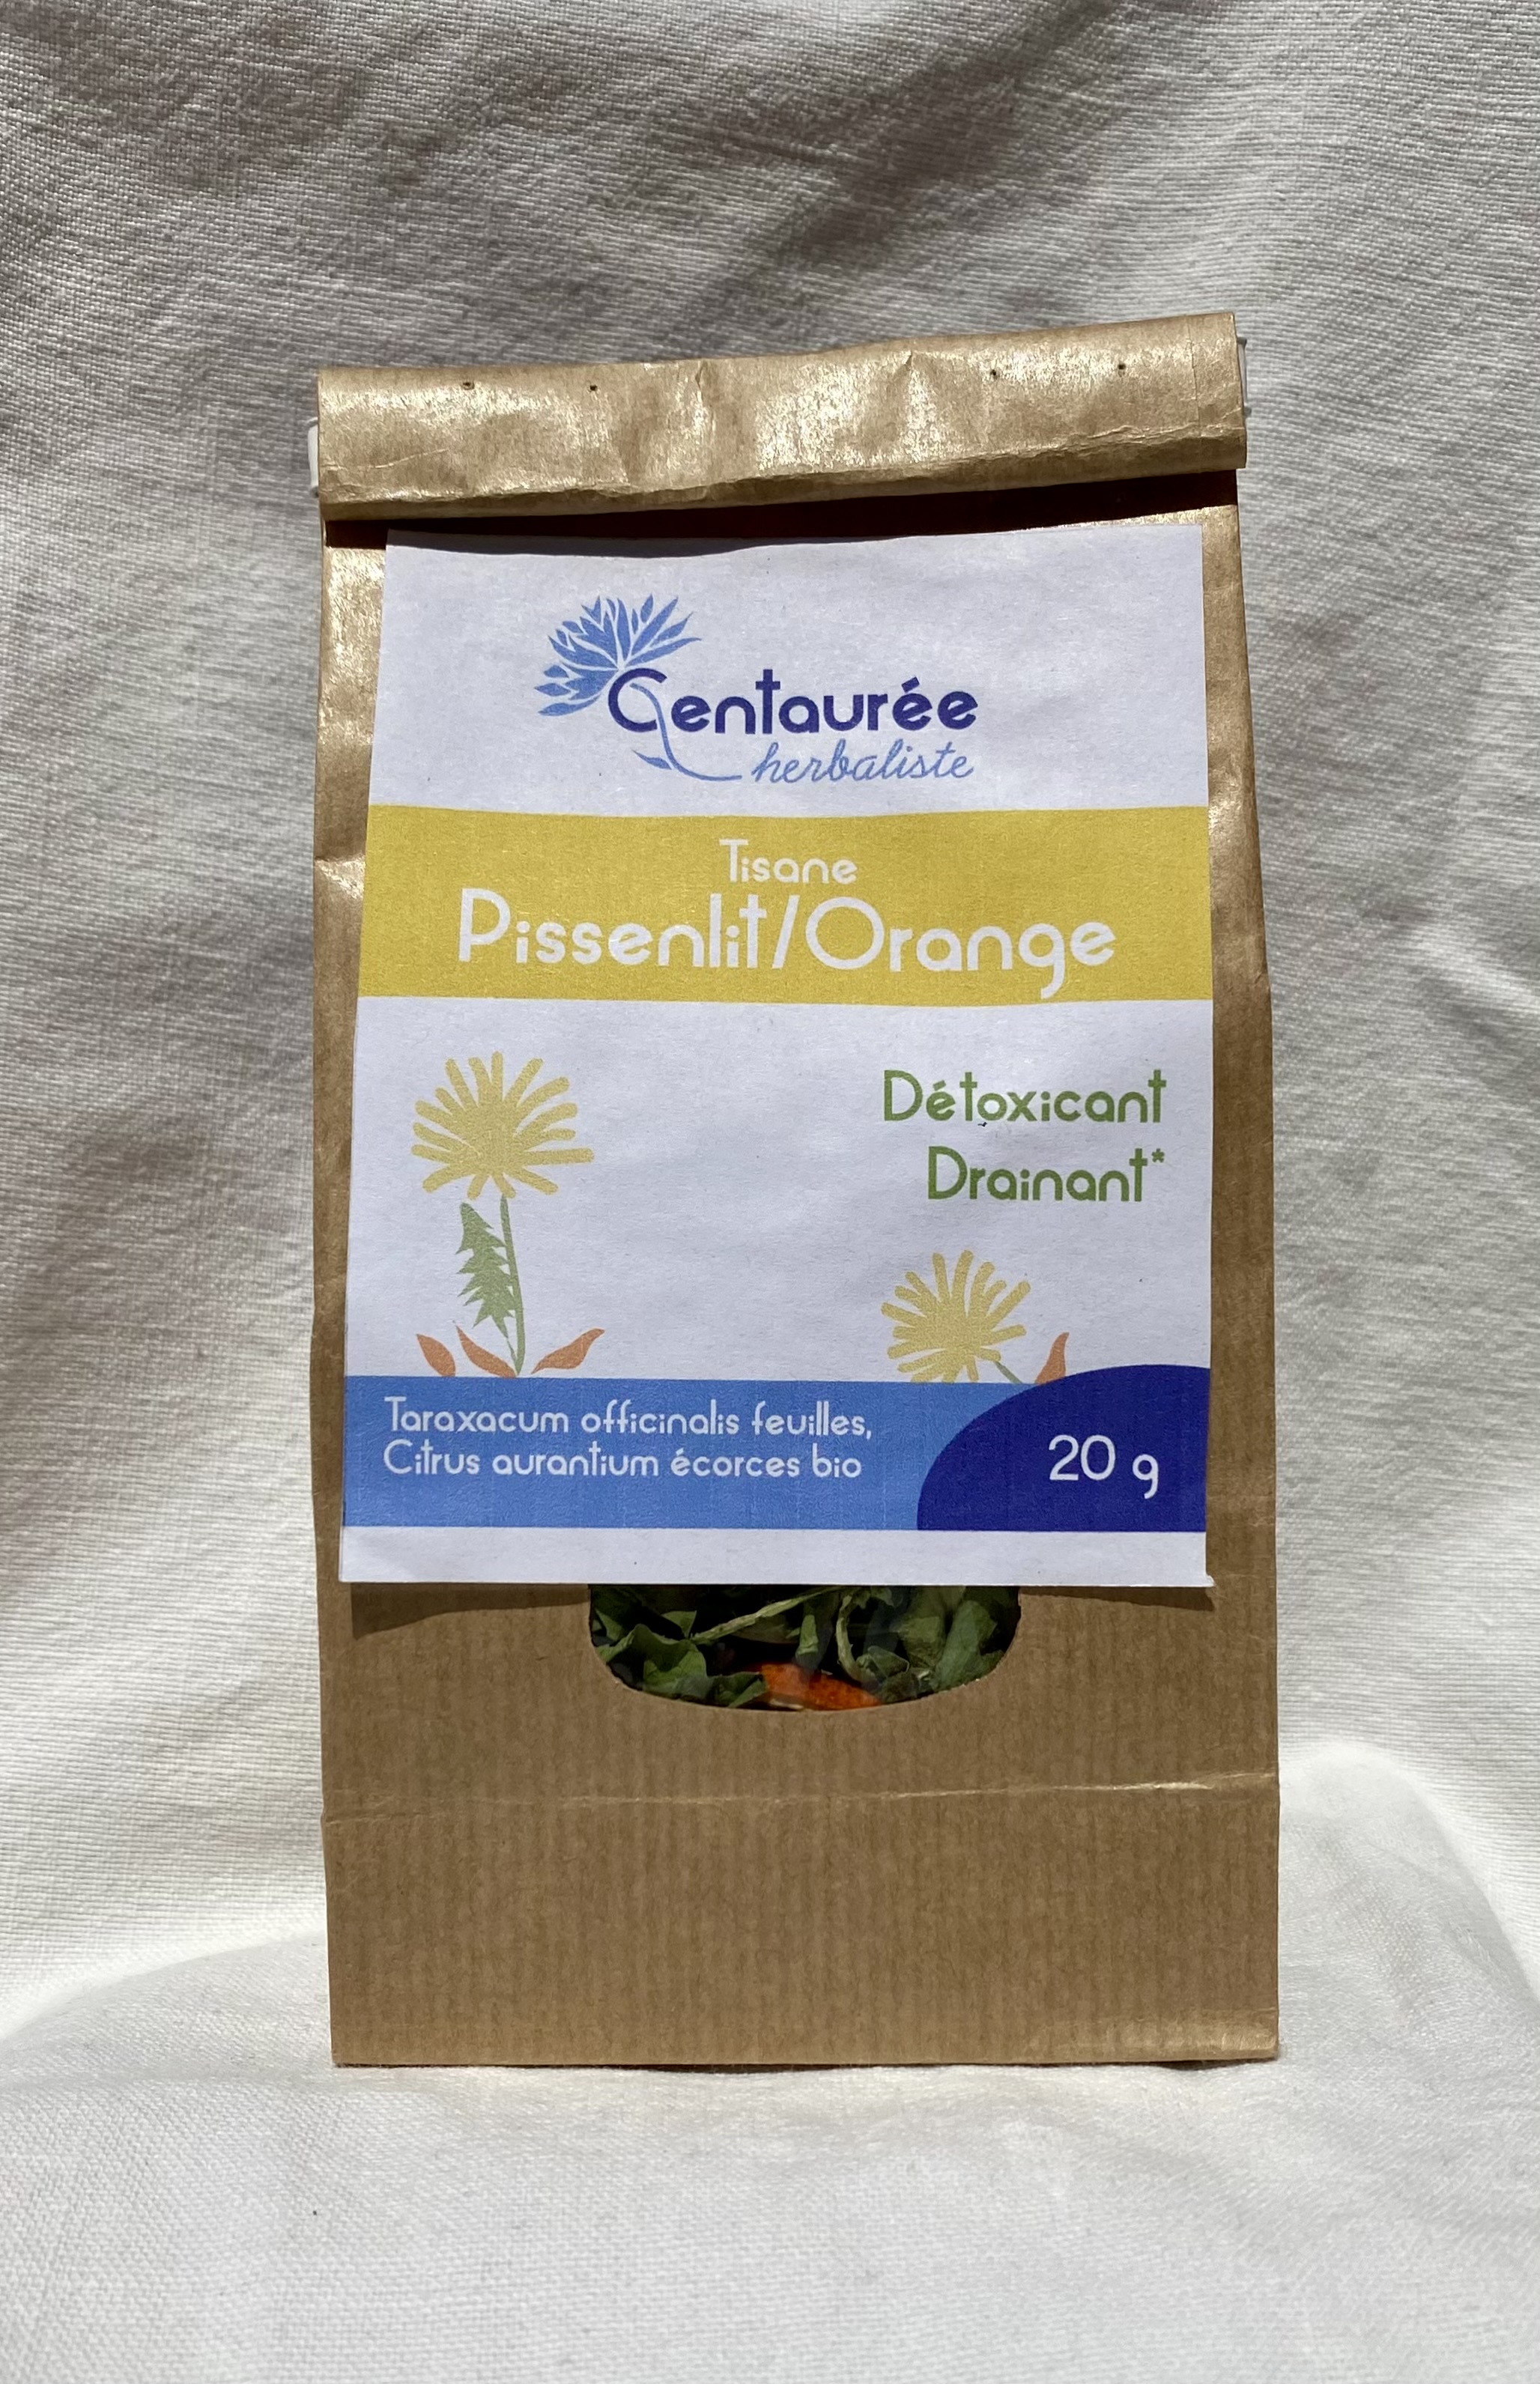 Centaurée
herbaliste
Tisane
Pissenlit/Orange
Détoxicant
Drainant*
Taraxacum officinalis feuilles,
Citrus aurantium écorces bio
20 g